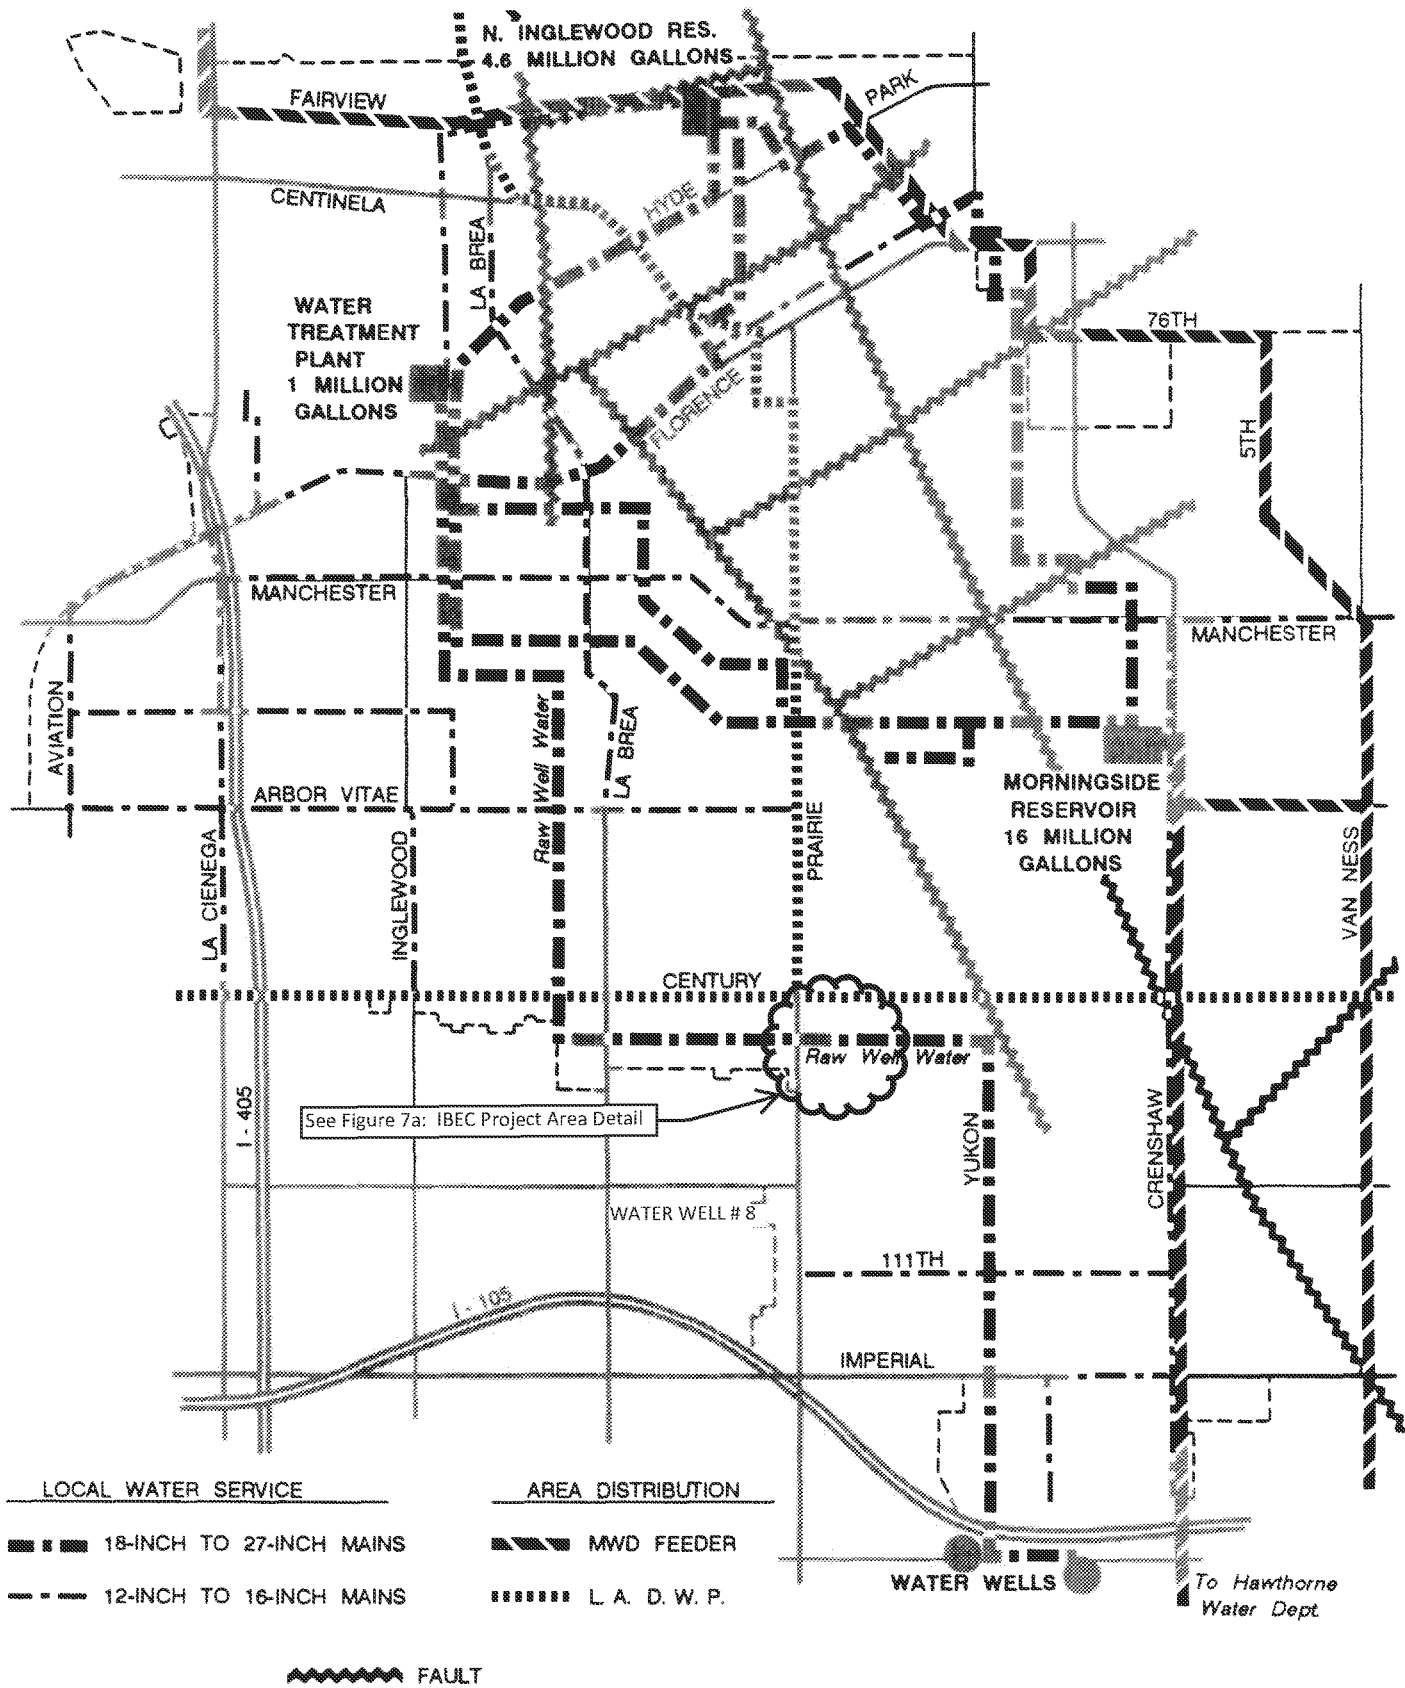 N. INGLEWOOD RES.
4.6 MILLION GALLONS
FAIRVIEW
PARK
CENTINELA
HYDE
LA BREA
WATER
TREATMENT
PLANT
1 MILLION
GALLONS
76TH
FLORENCE
5TH
MANCHESTER
MANCHESTER
AVIATION
Raw Well Water
LA BREA
ARBOR VITAE
MORNINGSIDE
RESERVOIR
16 MILLION
GALLONS
PRAIRIE
LA CIENEGA
INGLEWOOD
VAN NESS
CENTURY
Raw Well Water
I - 405
See Figure 7a: IBEC Project Area Detail
YUKON
CRENSHAW
WATER WELL # 8
111TH
I - 105
IMPERIAL
LOCAL WATER SERVICE
18-INCH TO 27-INCH MAINS
12-INCH TO 16-INCH MAINS
AREA DISTRIBUTION
MWD FEEDER
L. A. D. W. P.
WATER WELLS
To Hawthorne
Water Dept.
FAULT